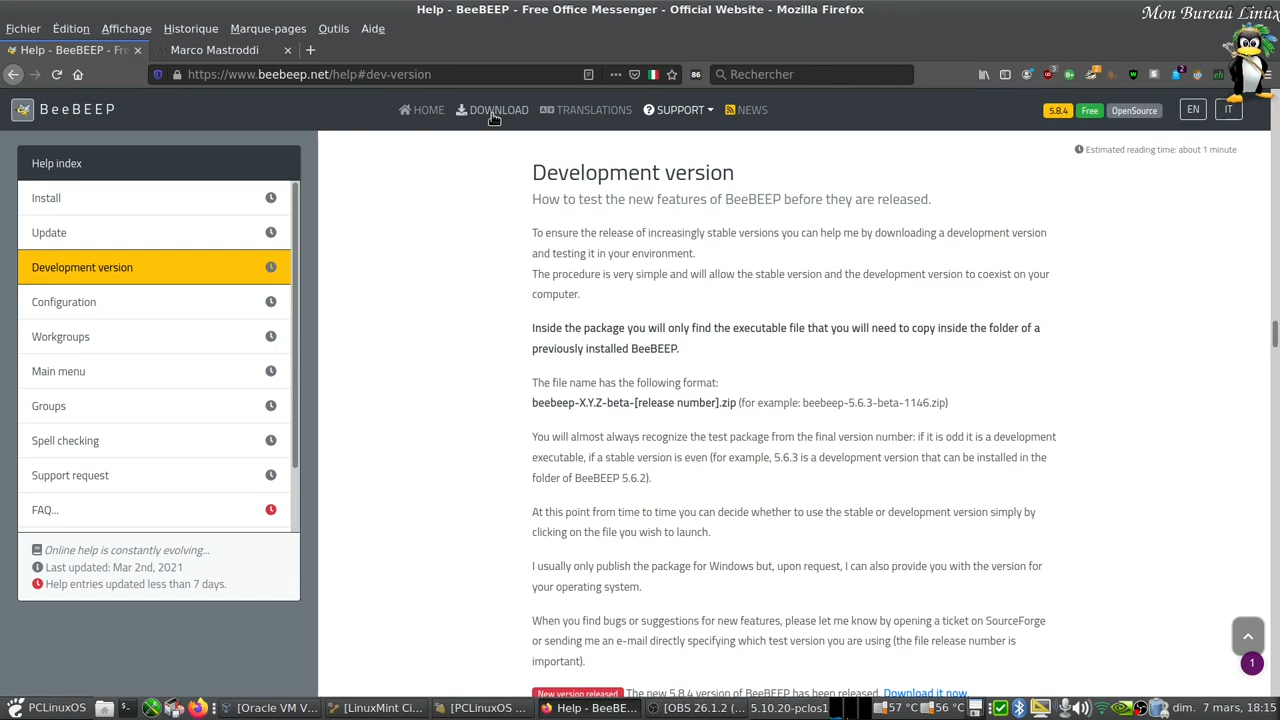 Help - BeeBEEP - Free Office Messenger - Official Website - Mozilla Firefox
Mon Bureau Linux
Fichier Édition Affichage Historique Marque-pages Outils Aide
Help - BeeBEEP - Fre
Marco Mastroddi
https://www.beebeep.net/help#dev-version
86
Rechercher
3
2
BeeBEEP
HOME DOWNLOAD TRANSLATIONS SUPPORT NEWS
5.8.4 Free OpenSource EN IT
Help index
Install
Update
Development version
Configuration
Workgroups
Main menu
Groups
Spell checking
Support request
FAQ...
Online help is constantly evolving...
Last updated: Mar 2nd, 2021
Help entries updated less than 7 days.
Estimated reading time: about 1 minute
Development version
How to test the new features of BeeBEEP before they are released.
To ensure the release of increasingly stable versions you can help me by downloading a development version
and testing it in your environment.
The procedure is very simple and will allow the stable version and the development version to coexist on your
computer.
Inside the package you will only find the executable file that you will need to copy inside the folder of a
previously installed BeeBEEP.
The file name has the following format:
beebeep-X.Y.Z-beta-[release number].zip (for example: beebeep-5.6.3-beta-1146.zip)
You will almost always recognize the test package from the final version number: if it is odd it is a development
executable, if a stable version is even (for example, 5.6.3 is a development version that can be installed in the
folder of BeeBEEP 5.6.2).
At this point from time to time you can decide whether to use the stable or development version simply by
clicking on the file you wish to launch.
I usually only publish the package for Windows but, upon request, I can also provide you with the version for
your operating system.
When you find bugs or suggestions for new features, please let me know by opening a ticket on SourceForge
or sending me an e-mail directly specifying which test version you are using (the file release number is
important).
New version released The new 5.8.4 version of BeeBEEP has been released. Download it now.
1
PCLinuxOS
[Oracle VM V...
[LinuxMint Ci...
[PCLinuxOS ...
Help - BeeBE...
[OBS 26.1.2 ...
5.10.20-pclos1
57 °C
56 °C
dim. 7 mars, 18:15